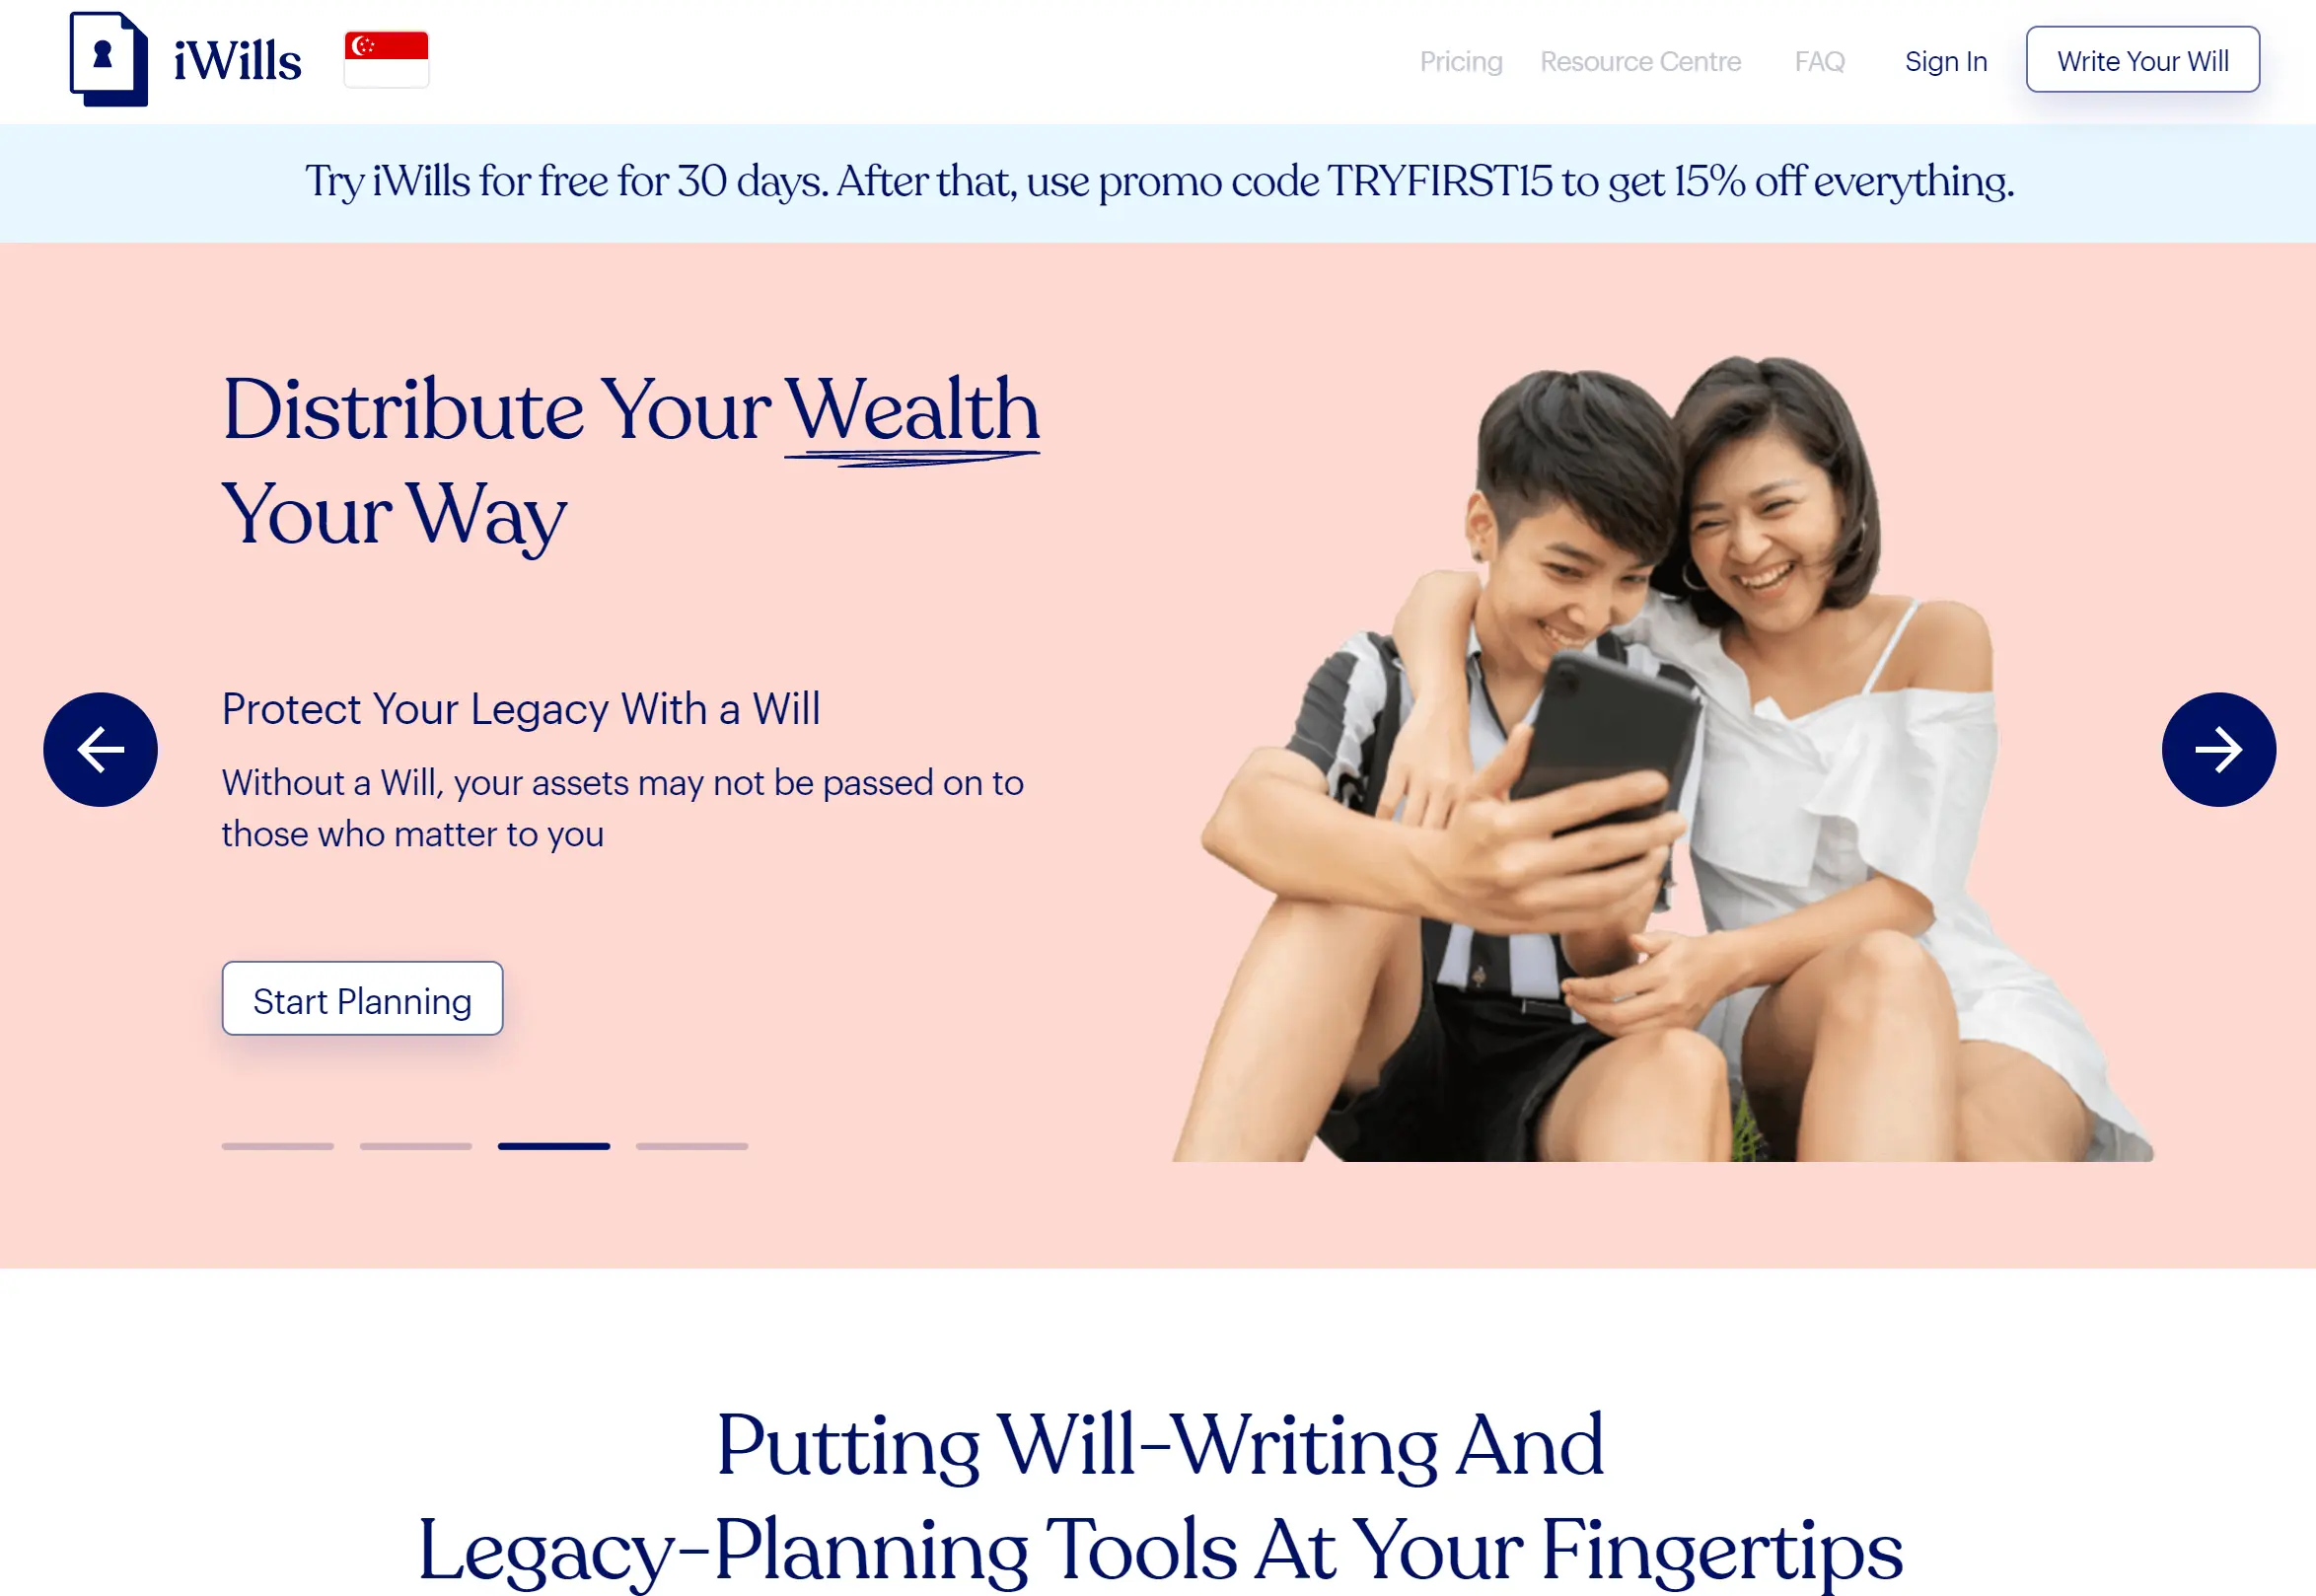 iWills
Pricing
Resource Centre
FAQ
Sign In
Write Your Will
Try iWills for free for 30 days. After that, use promo code TRYFIRST15 to get 15% off everything.
Distribute Your Wealth
Your Way
Protect Your Legacy With a Will
Without a Will, your assets may not be passed on to
those who matter to you
Start Planning
Putting Will-Writing And
Legacy-Planning Tools At Your Fingertips